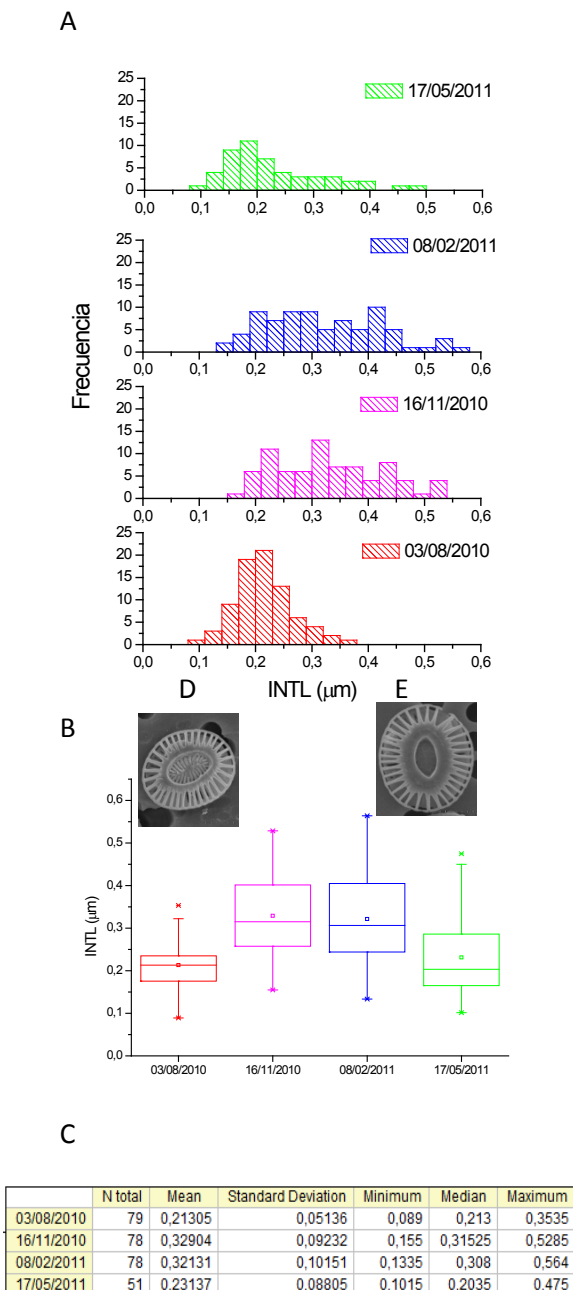 A
25
20
15
10
5
0
17/05/2011
0,0 0,1 0,2 0,3 0,4 0,5 0,6
25
20
15
10
5
0
08/02/2011
0,0 0,1 0,2 0,3 0,4 0,5 0,6
Frecuencia
25
20
15
10
5
0
16/11/2010
0,0 0,1 0,2 0,3 0,4 0,5 0,6
25
20
15
10
5
0
03/08/2010
0,0 0,1 0,2 0,3 0,4 0,5 0,6
INTL (μm)
D E
B
0,6
0,5
0,4
0,3
0,2
0,1
0,0
INTL (μm)
03/08/2010 16/11/2010 08/02/2011 17/05/2011
C
N total Mean Standard Deviation Minimum Median Maximum
03/08/2010 79 0,21305 0,05136 0,089 0,213 0,3535
16/11/2010 78 0,32904 0,09232 0,155 0,31525 0,5285
08/02/2011 78 0,32131 0,10151 0,1335 0,308 0,564
17/05/2011 51 0,23137 0,08805 0,1015 0,2035 0,475